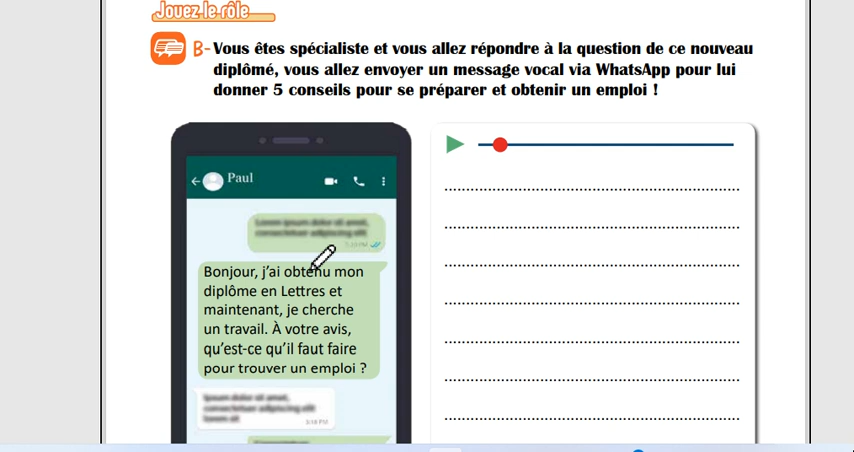 Jouez le rôle
B- Vous êtes spécialiste et vous allez répondre à la question de ce nouveau
diplômé, vous allez envoyer un message vocal via WhatsApp pour lui
donner 5 conseils pour se préparer et obtenir un emploi !
Paul
Bonjour, j'ai obtenu mon
diplôme en Lettres et
maintenant, je cherche
un travail. À votre avis,
qu'est-ce qu'il faut faire
pour trouver un emploi ?